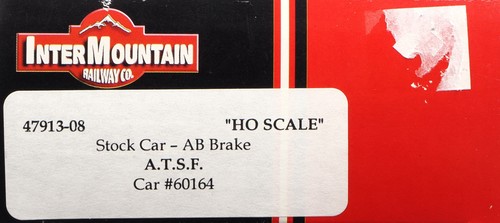 INTERMOUNTAIN
RAILWAY CO.
47913-08 "HO SCALE"
Stock Car – AB Brake
A.T.S.F.
Car #60164